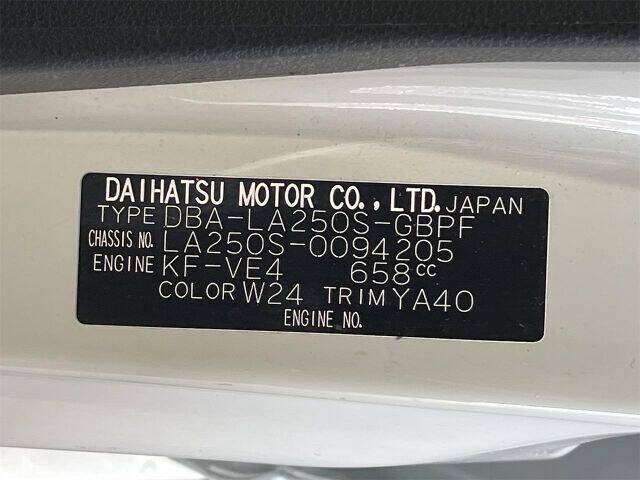 DAIHATSU MOTOR CO., LTD. JAPAN
TYPE DBA-LA250S-GBPF
CHASSIS NO. LA250S-0094205
ENGINE KF-VE4 658cc
COLOR W24 TRIM YA40
ENGINE NO.